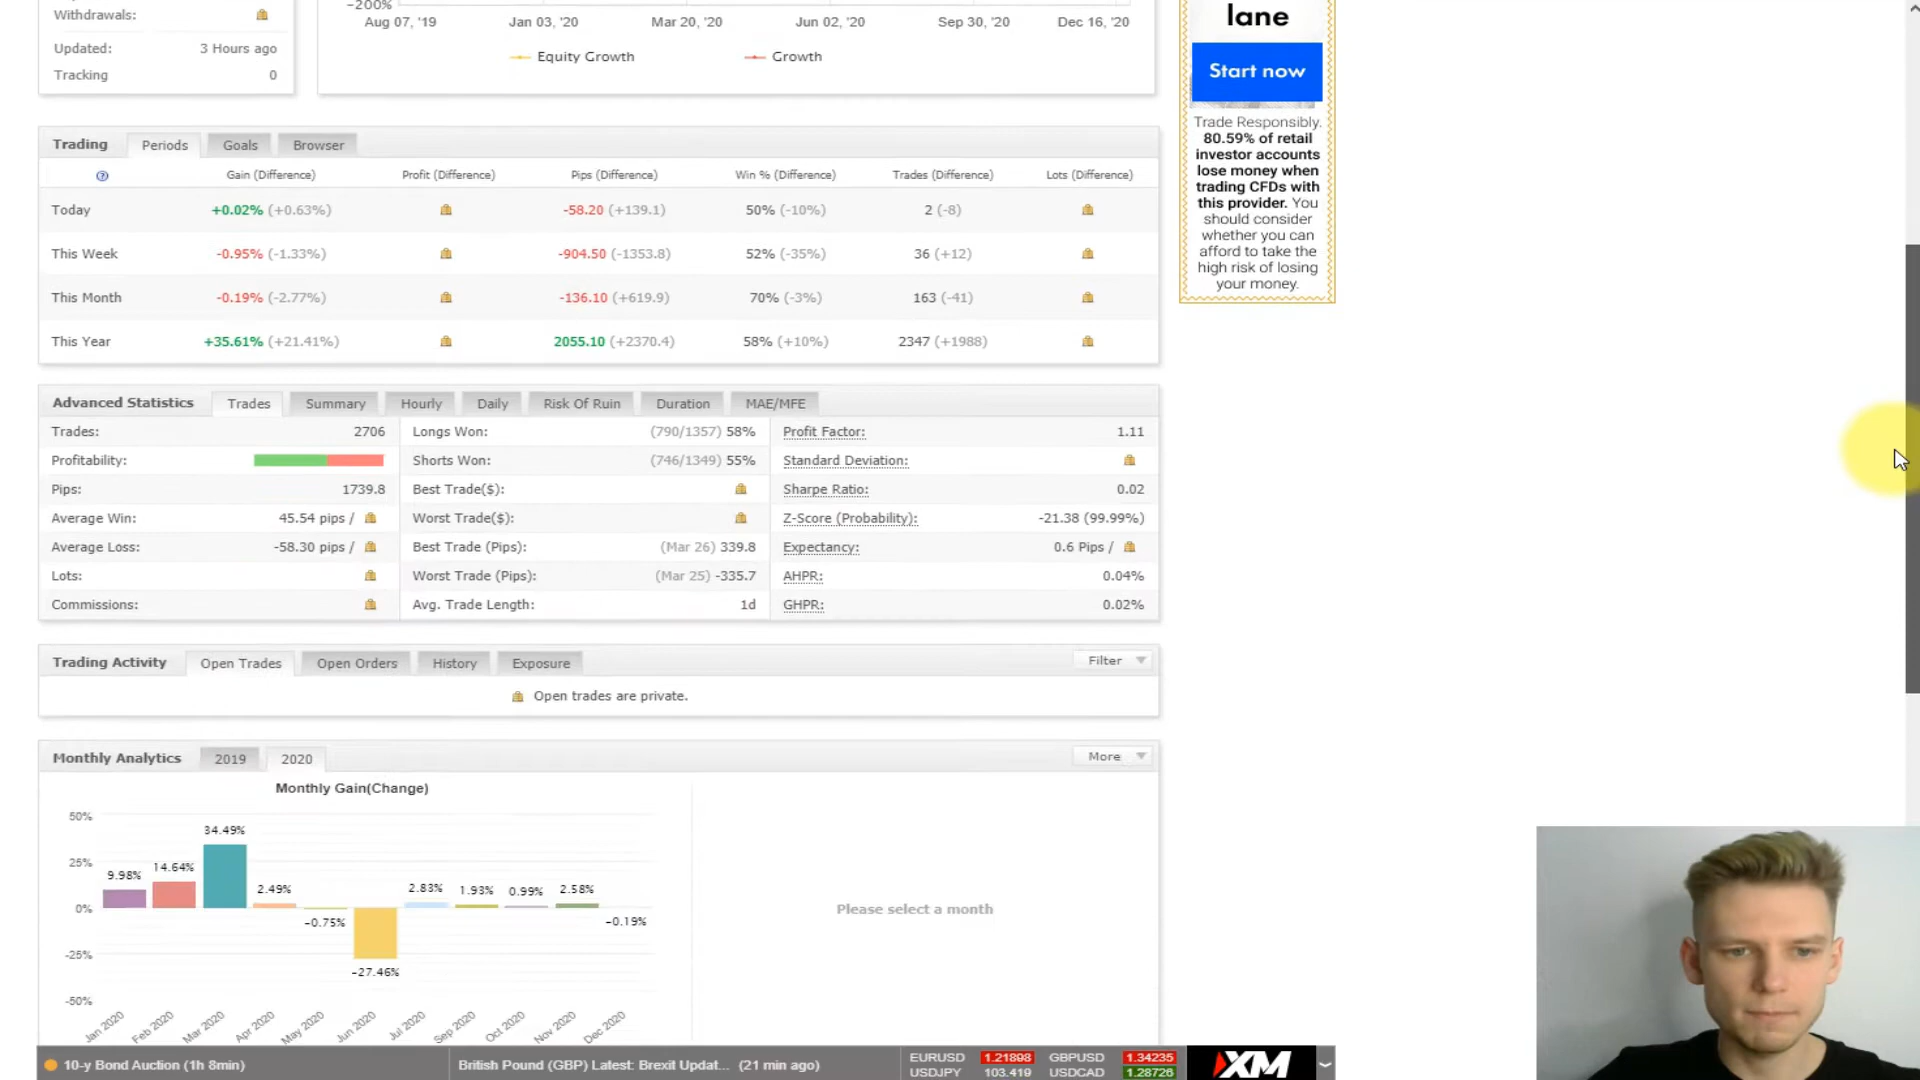 Withdrawals:
Updated: 3 Hours ago
Tracking 0
-200%
Aug 07, '19 Jan 03, '20 Mar 20, '20 Jun 02, '20 Sep 30, '20 Dec 16, '20
Equity Growth Growth
lane
Start now
Trade Responsibly.
80.59% of retail
investor accounts
lose money when
trading CFDs with
this provider. You
should consider
whether you can
afford to take the
high risk of losing
your money.
Trading Periods Goals Browser
Gain (Difference) Profit (Difference) Pips (Difference) Win % (Difference) Trades (Difference) Lots (Difference)
Today +0.02% (+0.63%) -58.20 (+139.1) 50% (-10%) 2 (-8)
This Week -0.95% (-1.33%) -904.50 (-1353.8) 52% (-35%) 36 (+12)
This Month -0.19% (-2.77%) -136.10 (+619.9) 70% (-3%) 163 (-41)
This Year +35.61% (+21.41%) 2055.10 (+2370.4) 58% (+10%) 2347 (+1988)
Advanced Statistics Trades Summary Hourly Daily Risk Of Ruin Duration MAE/MFE
Trades: 2706 Longs Won: (790/1357) 58% Profit Factor: 1.11
Profitability: Shorts Won: (746/1349) 55% Standard Deviation:
Pips: 1739.8 Best Trade($): Sharpe Ratio: 0.02
Average Win: 45.54 pips / Worst Trade($): Z-Score (Probability): -21.38 (99.99%)
Average Loss: -58.30 pips / Best Trade (Pips): (Mar 26) 339.8 Expectancy: 0.6 Pips /
Lots: Worst Trade (Pips): (Mar 25) -335.7 AHPR: 0.04%
Commissions: Avg. Trade Length: 1d GHPR: 0.02%
Trading Activity Open Trades Open Orders History Exposure Filter
Open trades are private.
Monthly Analytics 2019 2020 More
Monthly Gain(Change)
50%
25%
0%
-25%
-50%
9.98% 14.64% 34.49% 2.49% -0.75% -27.46% 2.83% 1.93% 0.99% 2.58% -0.19%
Jan 2020 Feb 2020 Mar 2020 Apr 2020 May 2020 Jun 2020 Jul 2020 Sep 2020 Oct 2020 Nov 2020 Dec 2020
Please select a month
10-y Bond Auction (1h 8min) British Pound (GBP) Latest: Brexit Updat... (21 min ago)
EURUSD 1.21898 GBPUSD 1.34235
USDJPY 103.419 USDCAD 1.28726
XM